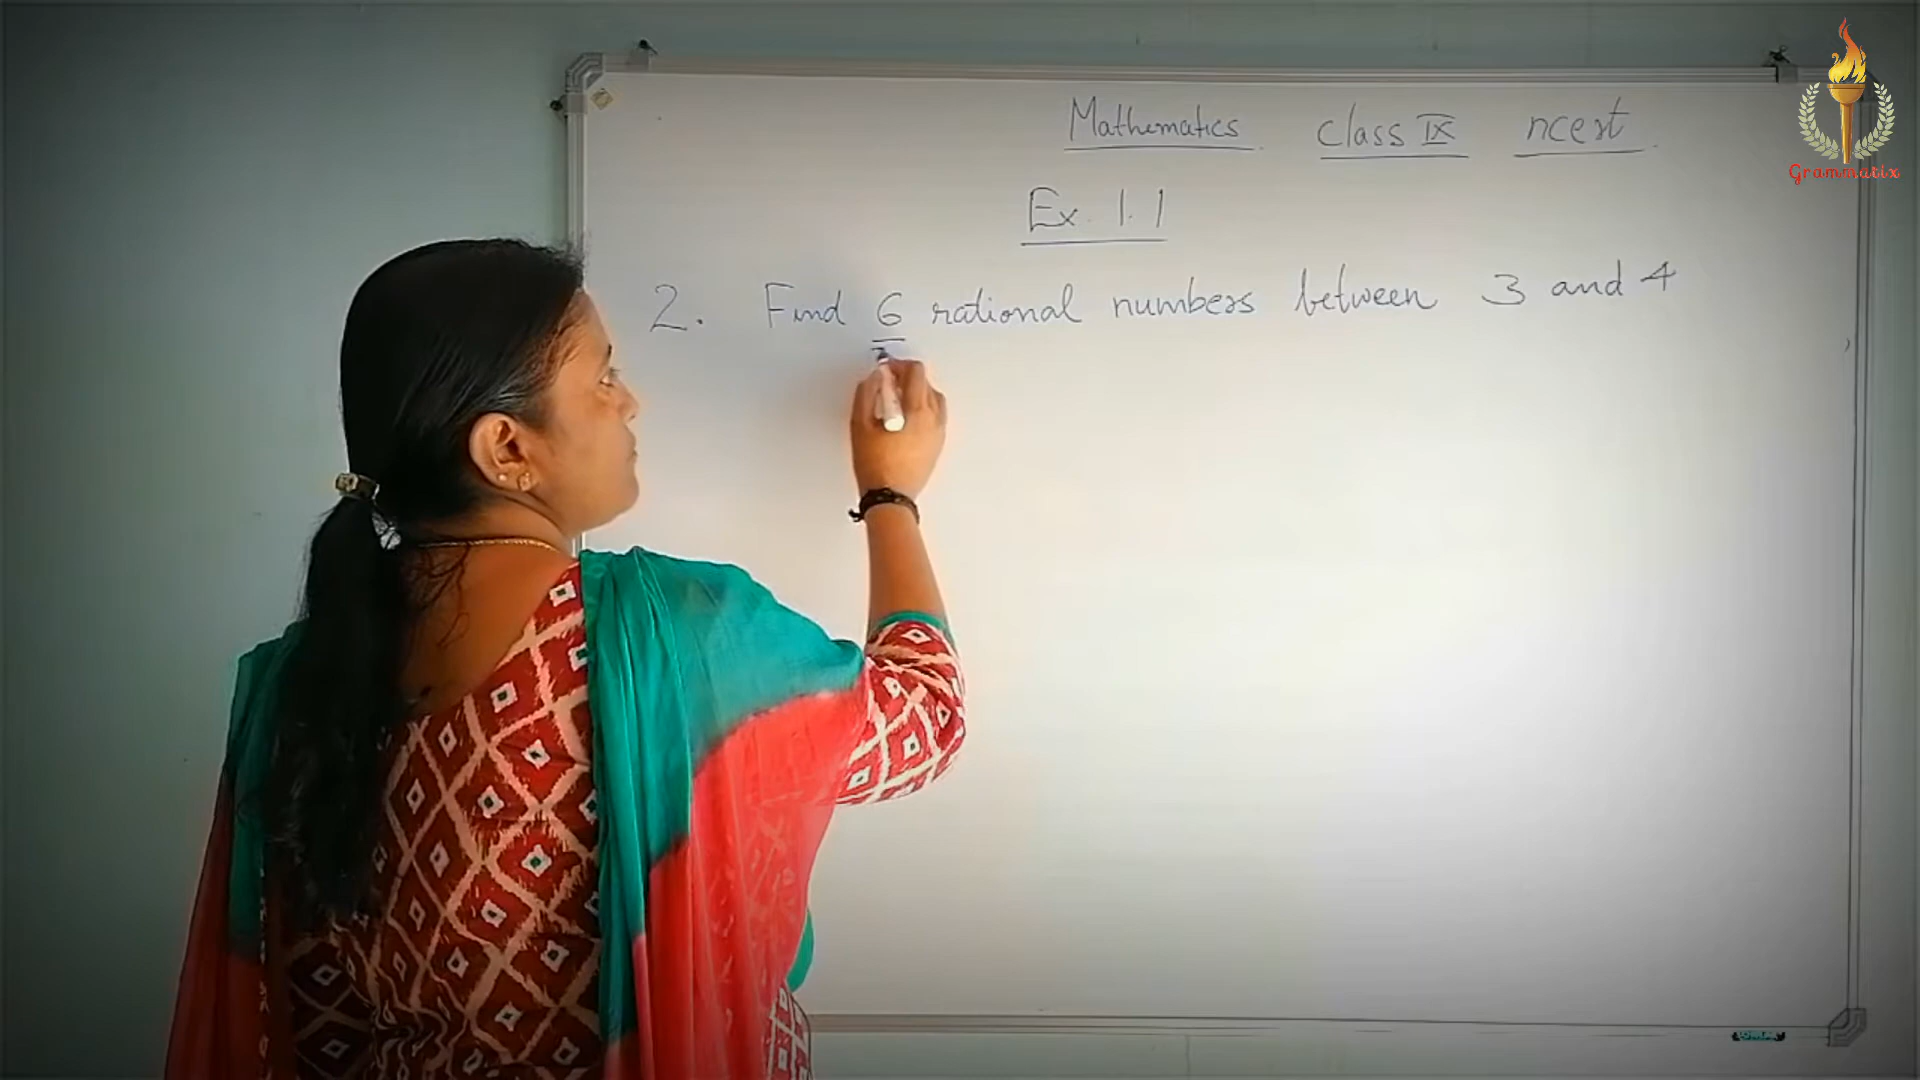 Mathematics class IX ncert
Ex. 1.1
2. Find 6 rational numbers between 3 and 4
Grammatix